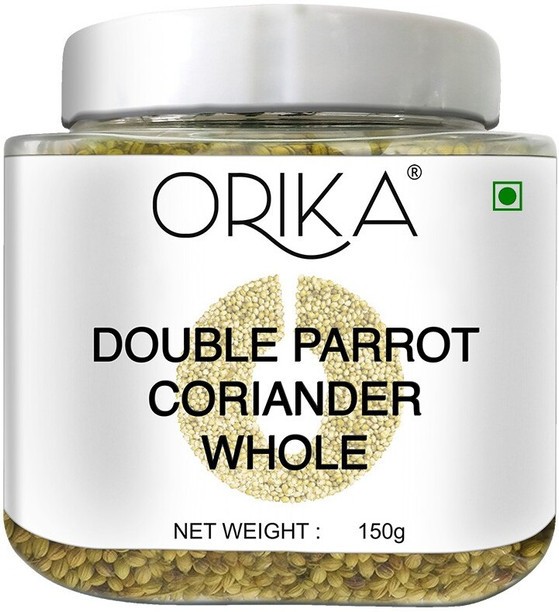 ORIKA®
DOUBLE PARROT
CORIANDER
WHOLE
NET WEIGHT : 150g